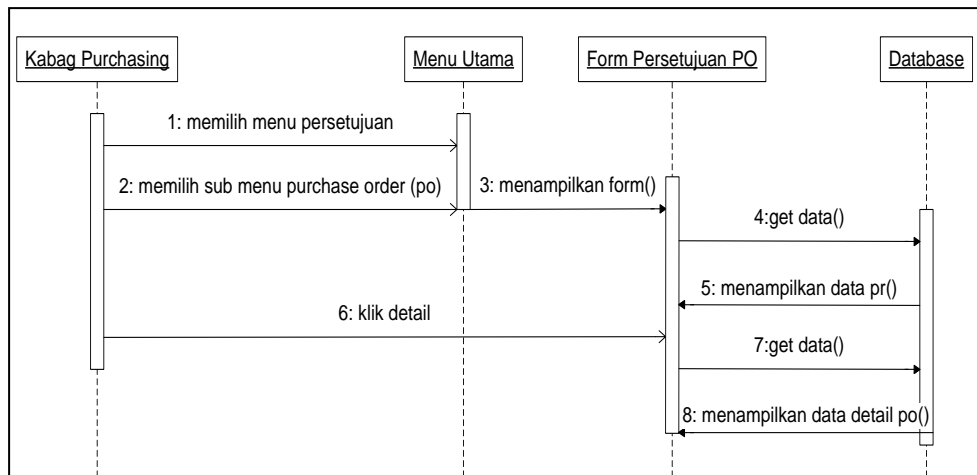 Kabag Purchasing
Menu Utama
Form Persetujuan PO
Database
1: memilih menu persetujuan
2: memilih sub menu purchase order (po)
3: menampilkan form()
4:get data()
5: menampilkan data pr()
6: klik detail
7:get data()
8: menampilkan data detail po()